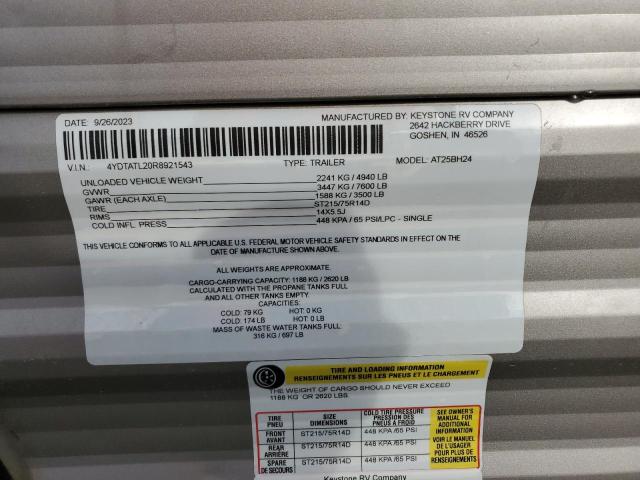 DATE: 9/26/2023
MANUFACTURED BY: KEYSTONE RV COMPANY
2642 HACKBERRY DRIVE
GOSHEN, IN 46526
V.I.N.: 4YDTATL20R8921543 TYPE: TRAILER MODEL: AT25BH24
UNLOADED VEHICLE WEIGHT 2241 KG / 4940 LB
GVWR 3447 KG / 7600 LB
GAWR (EACH AXLE) 1588 KG / 3500 LB
TIRE ST215/75R14D
RIMS 14X5.5J
COLD INFL. PRESS 448 KPA / 65 PSI/LPC - SINGLE
THIS VEHICLE CONFORMS TO ALL APPLICABLE U.S. FEDERAL MOTOR VEHICLE SAFETY STANDARDS IN EFFECT ON THE
DATE OF MANUFACTURE SHOWN ABOVE.
ALL WEIGHTS ARE APPROXIMATE.
CARGO-CARRYING CAPACITY: 1188 KG / 2620 LB
CALCULATED WITH THE PROPANE TANKS FULL
AND ALL OTHER TANKS EMPTY.
CAPACITIES:
COLD: 79 KG HOT: 0 KG
COLD: 174 LB HOT: 0 LB
MASS OF WASTE WATER TANKS FULL:
316 KG / 697 LB
TIRE AND LOADING INFORMATION
RENSEIGNEMENTS SUR LES PNEUS ET LE CHARGEMENT
THE WEIGHT OF CARGO SHOULD NEVER EXCEED
1188 KG OR 2620 LBS
TIRE PNEU SIZE DIMENSIONS COLD TIRE PRESSURE PRESSION DES PNEUS A FROID
FRONT AVANT ST215/75R14D 448 KPA /65 PSI
REAR ARRIÈRE ST215/75R14D 448 KPA /65 PSI
SPARE DE SECOURS ST215/75R14D 448 KPA /65 PSI
SEE OWNER'S
MANUAL FOR
ADDITIONAL
INFORMATION
VOIR LE MANUEL
DE L'USAGER
POUR PLUS DE
RENSEIGNEMENTS
Keystone RV Company